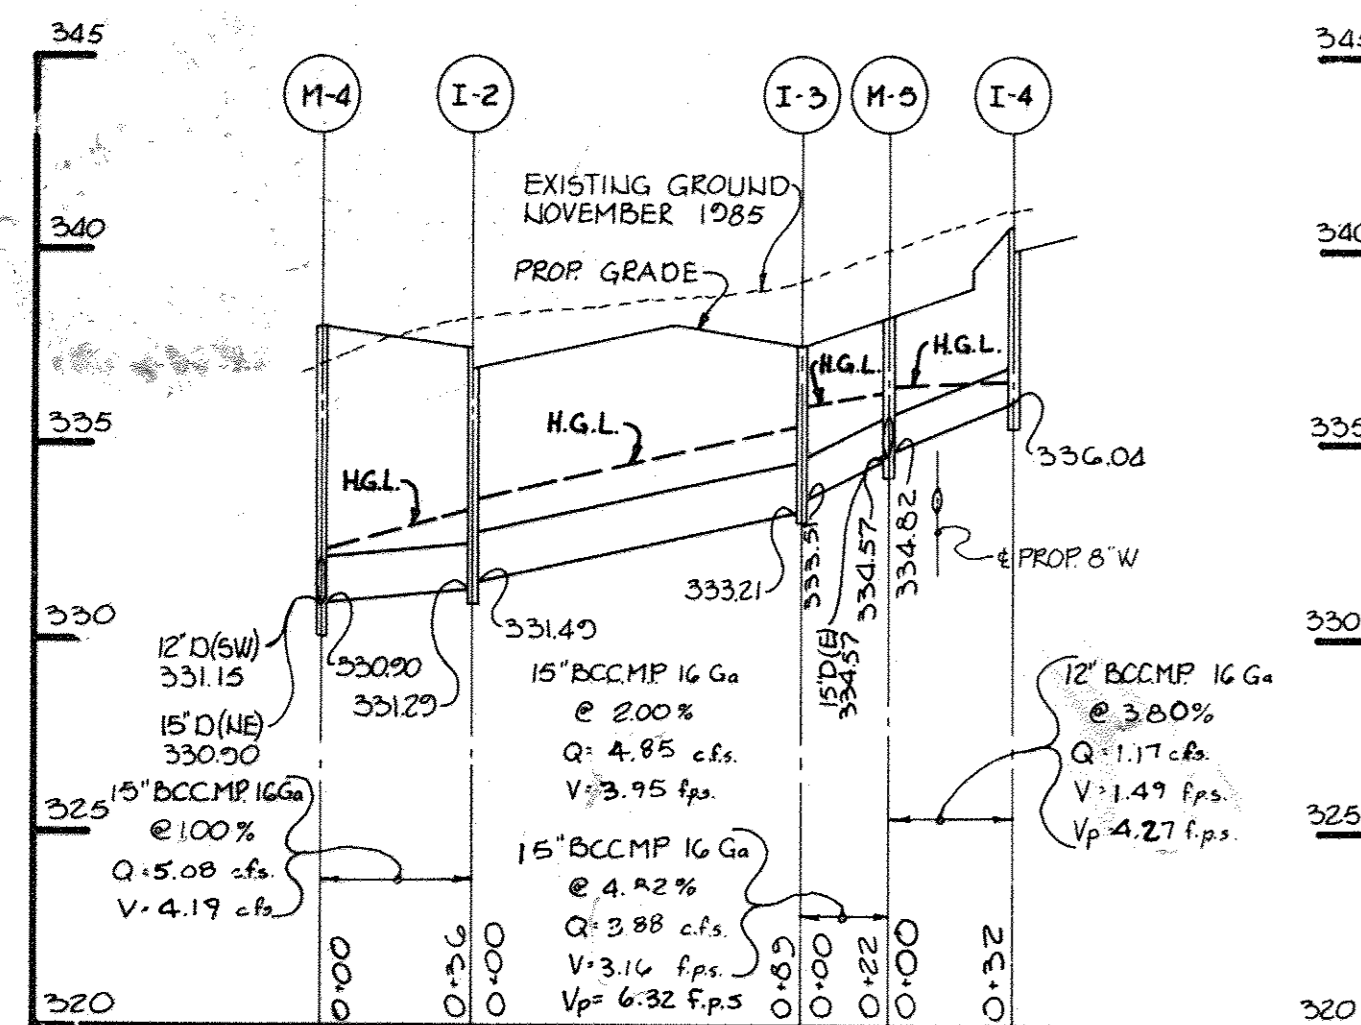 345
345
M-4
I-2
I-3
M-5
I-4
EXISTING GROUND
NOVEMBER 1985
340
340
PROP. GRADE
H.G.L.
H.G.L.
H.G.L.
H.G.L.
335
335
336.04
330
330
12"D(SW)
331.15
330.90
15"D(NE)
330.90
331.29
331.49
333.21
333.51
15"D(E)
334.57
334.57
334.82
℄ PROP. 8"W
15" BCCMP 16 Ga
@ 2.00%
Q= 4.85 c.f.s.
V= 3.95 fps.
12" BCCMP 16 Ga
@ 3.80%
Q=1.17 cfs.
V=1.49 f.p.s.
Vp=4.27 f.p.s.
325
325
15" BCCMP 16Ga
@ 1.00%
Q=5.08 cfs.
V=4.19 cfs
15" BCCMP 16 Ga
@ 4.82%
Q=3.88 c.f.s.
V=3.16 f.p.s.
Vp= 6.32 f.p.s
0+00
0+36
0+00
0+89
0+00
0+22
0+00
0+32
320
320